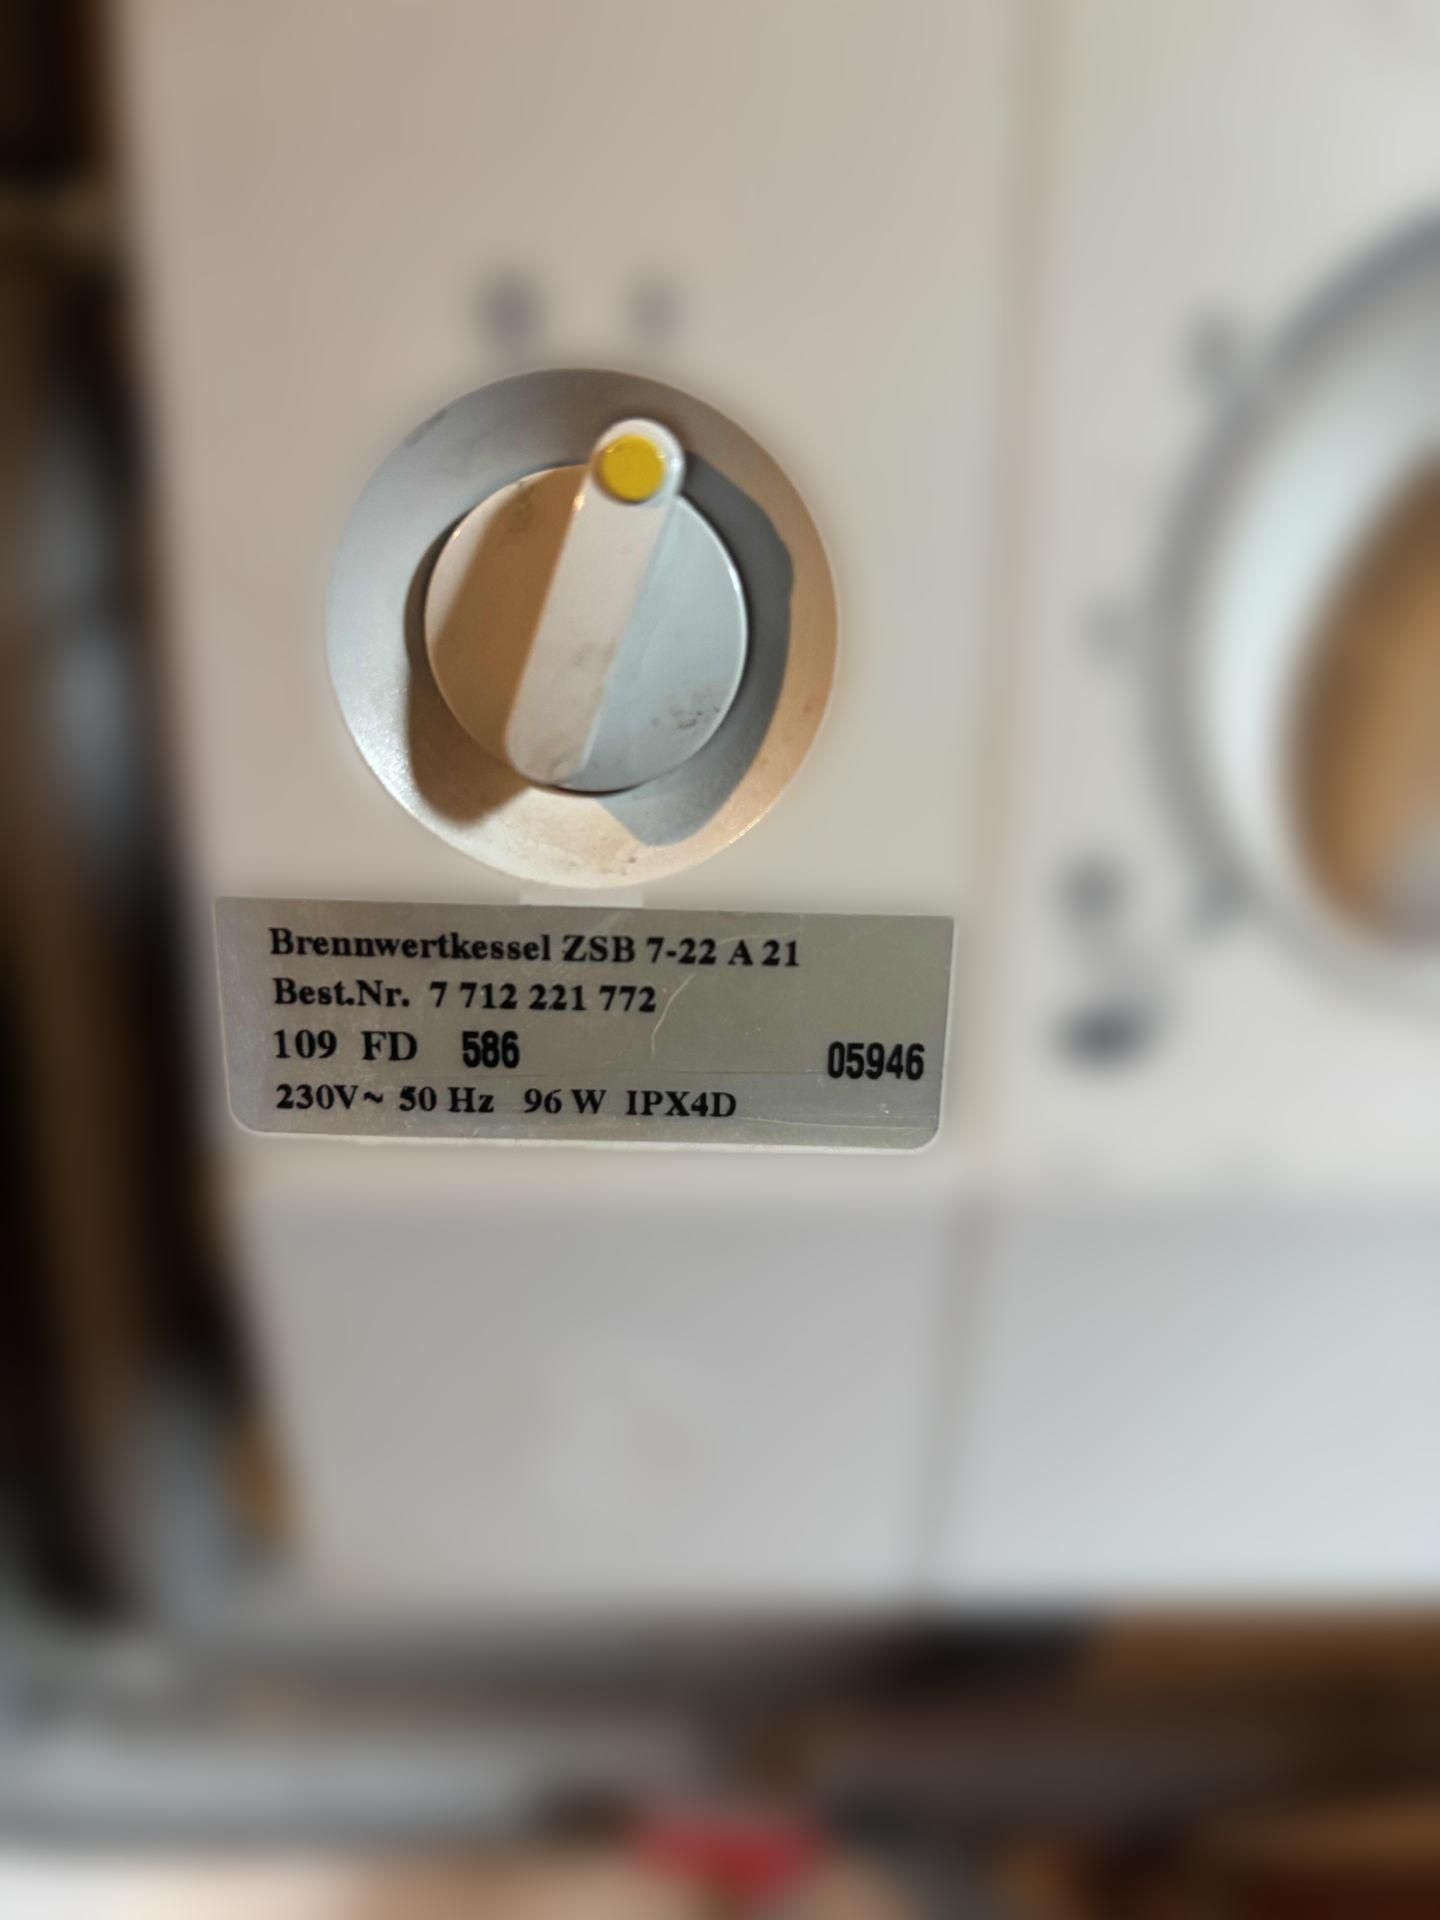 Brennwertkessel ZSB 7-22 A 21
Best.Nr. 7 712 221 772
109 FD 586 05946
230V~ 50 Hz 96 W IPX4D